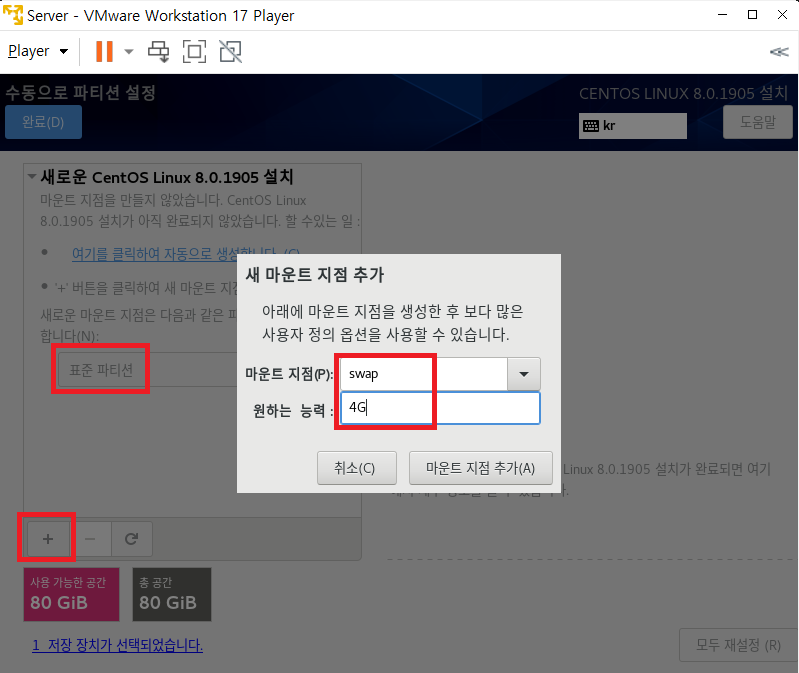 Server - VMware Workstation 17 Player
Player
수동으로 파티션 설정
CENTOS LINUX 8.0.1905 설치
완료(D)
kr
도움말
새로운 CentOS Linux 8.0.1905 설치
마운트 지점을 만들지 않았습니다. CentOS Linux
8.0.1905 설치가 아직 완료되지 않았습니다. 할 수있는 일 :
여기를 클릭하여 자동으로 생성합니다. (C)
'+' 버튼을 클릭하여 새 마운트 지점
새로운 마운트 지점은 다음과 같은
합니다(N):
표준 파티션
새 마운트 지점 추가
아래에 마운트 지점을 생성한 후 보다 많은
사용자 정의 옵션을 사용할 수 있습니다.
마운트 지점(P): swap
원하는 능력 : 4G
취소(C)
마운트 지점 추가(A)
Linux 8.0.1905 설치가 완료되면 여기
+ -
사용 가능한 공간
80 GiB
총 공간
80 GiB
1 저장 장치가 선택되었습니다.
모두 재설정 (R)